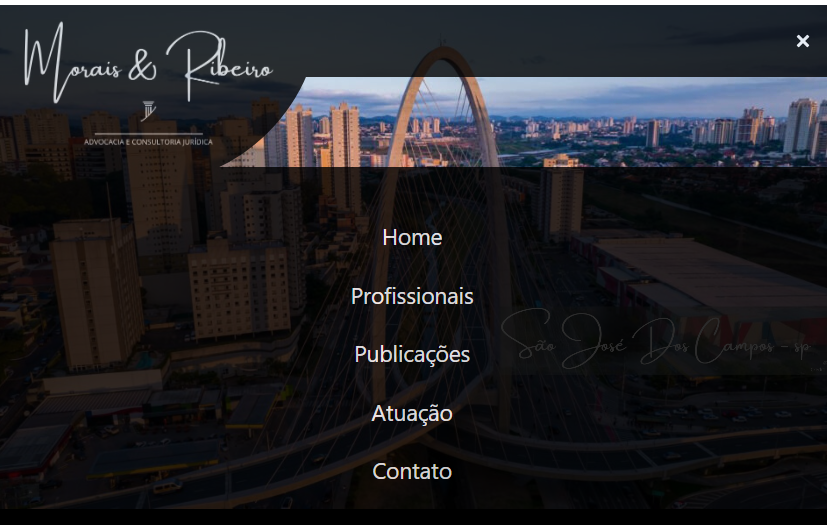 Morais & Ribeiro
ADVOCACIA E CONSULTORIA JURÍDICA
×
Home
Profissionais
Publicações
São José Dos Campos - sp
Atuação
Contato